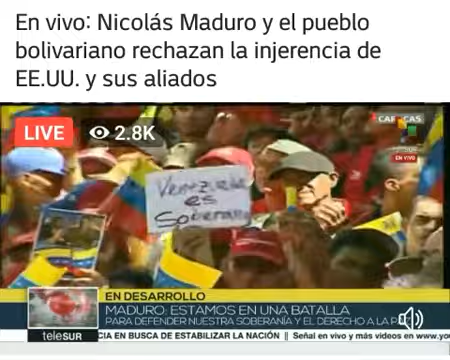 En vivo: Nicolás Maduro y el pueblo
bolivariano rechazan la injerencia de
EE.UU. y sus aliados
LIVE 2.8K
CARACAS
EN VIVO
Venezuela
es
Soberana
EN DESARROLLO
MADURO: ESTAMOS EN UNA BATALLA
PARA DEFENDER NUESTRA SOBERANÍA Y EL DERECHO A LA
teleSUR CIA EN BUSCA DE ESTABILIZAR LA NACIÓN || Señal en vivo y más videos en www.yo